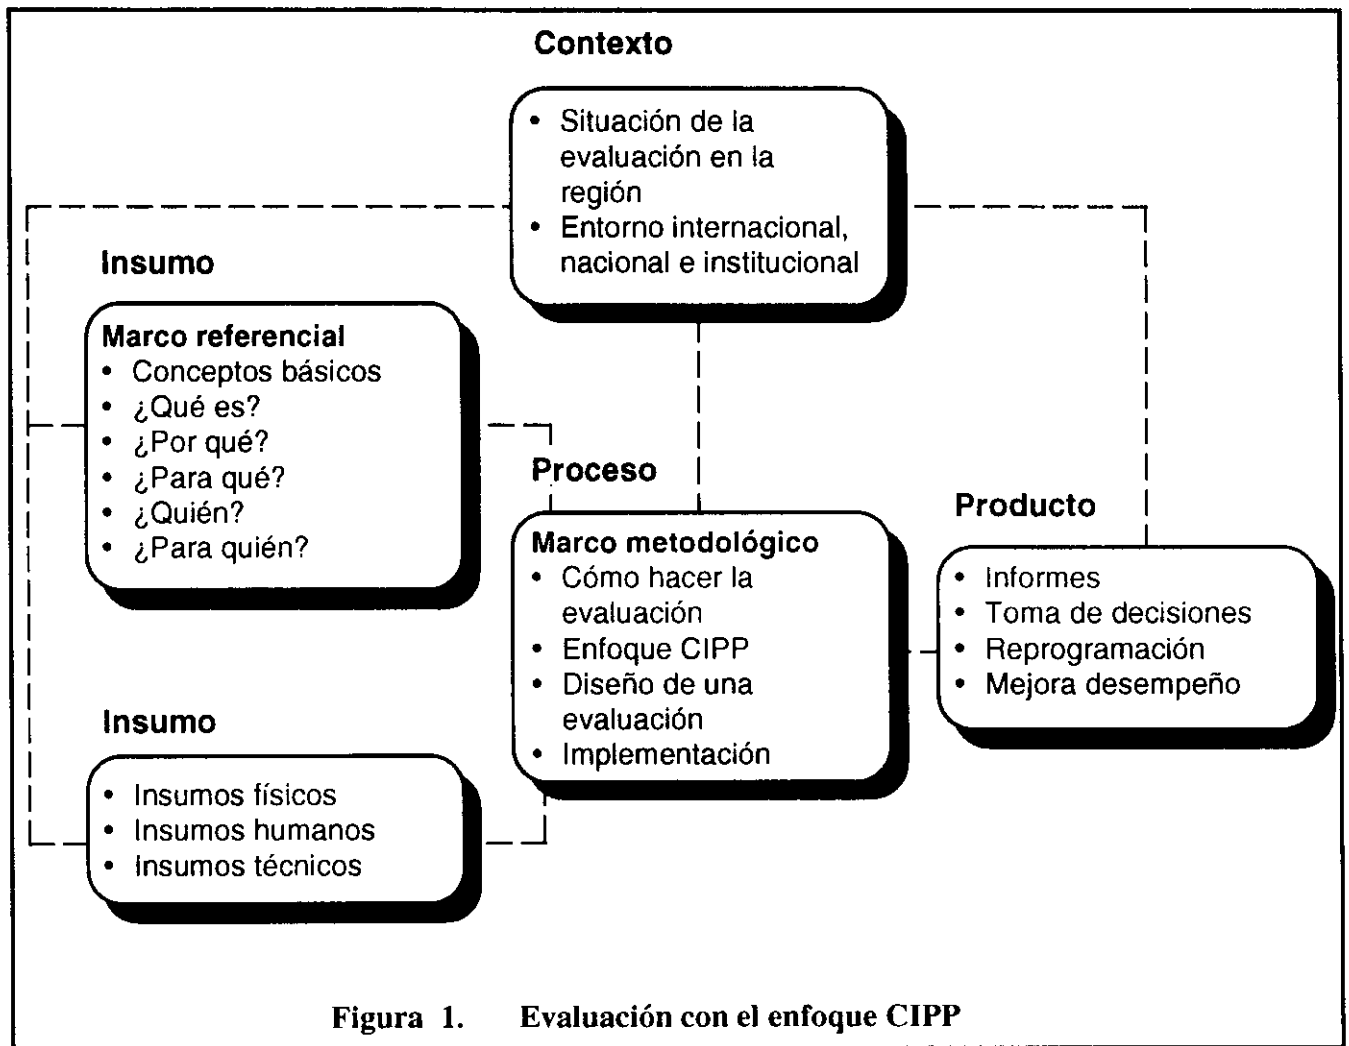 Contexto
• Situación de la
evaluación en la
región
• Entorno internacional,
nacional e institucional
Insumo
Marco referencial
• Conceptos básicos
• ¿Qué es?
• ¿Por qué?
• ¿Para qué?
• ¿Quién?
• ¿Para quién?
Proceso
Marco metodológico
• Cómo hacer la
evaluación
• Enfoque CIPP
• Diseño de una
evaluación
• Implementación
Producto
• Informes
• Toma de decisiones
• Reprogramación
• Mejora desempeño
Insumo
• Insumos físicos
• Insumos humanos
• Insumos técnicos
Figura 1. Evaluación con el enfoque CIPP